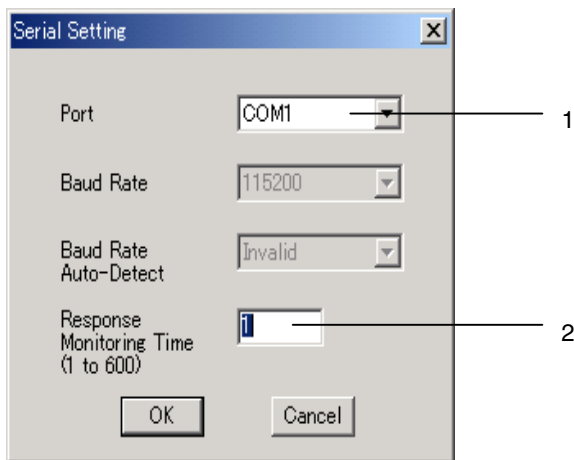 Serial Setting
Port
COM1
1
Baud Rate
115200
Baud Rate
Auto-Detect
Invalid
Response
Monitoring Time
(1 to 600)
1
2
OK
Cancel